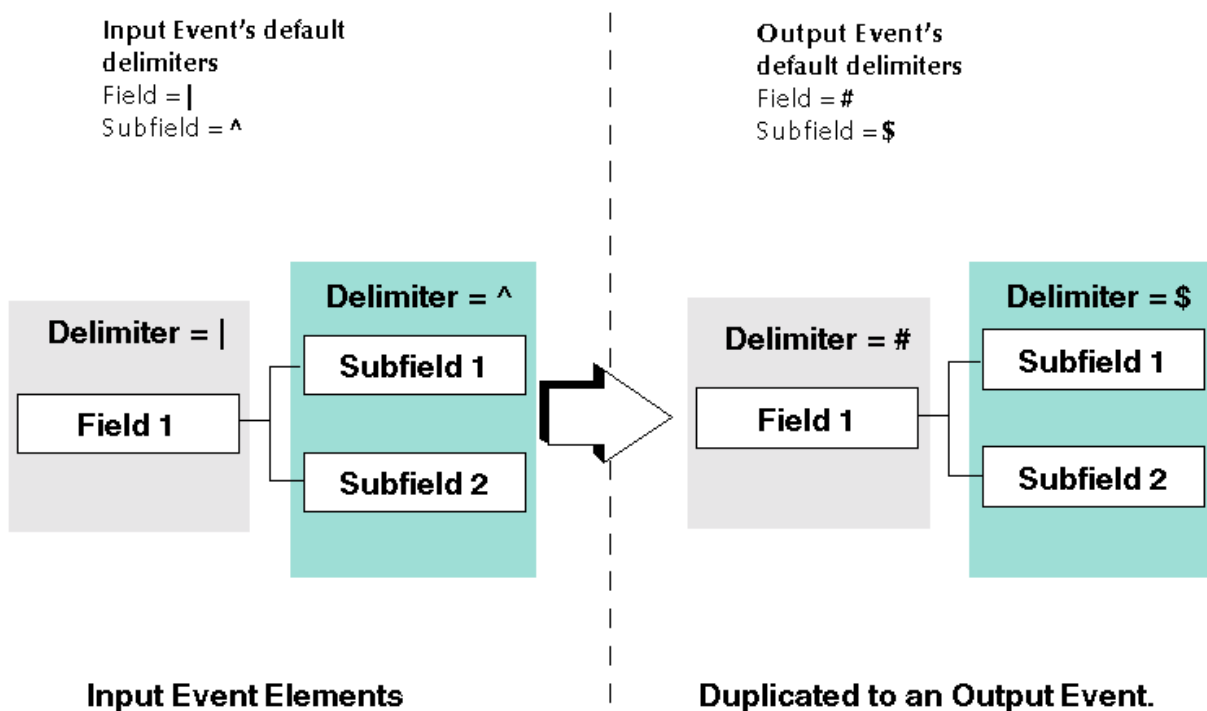 Input Event's default
delimiters
Field = |
Subfield = ^
Output Event's
default delimiters
Field = #
Subfield = $
Delimiter = |
Field 1
Delimiter = ^
Subfield 1
Subfield 2
Delimiter = #
Field 1
Delimiter = $
Subfield 1
Subfield 2
Input Event Elements
Duplicated to an Output Event.